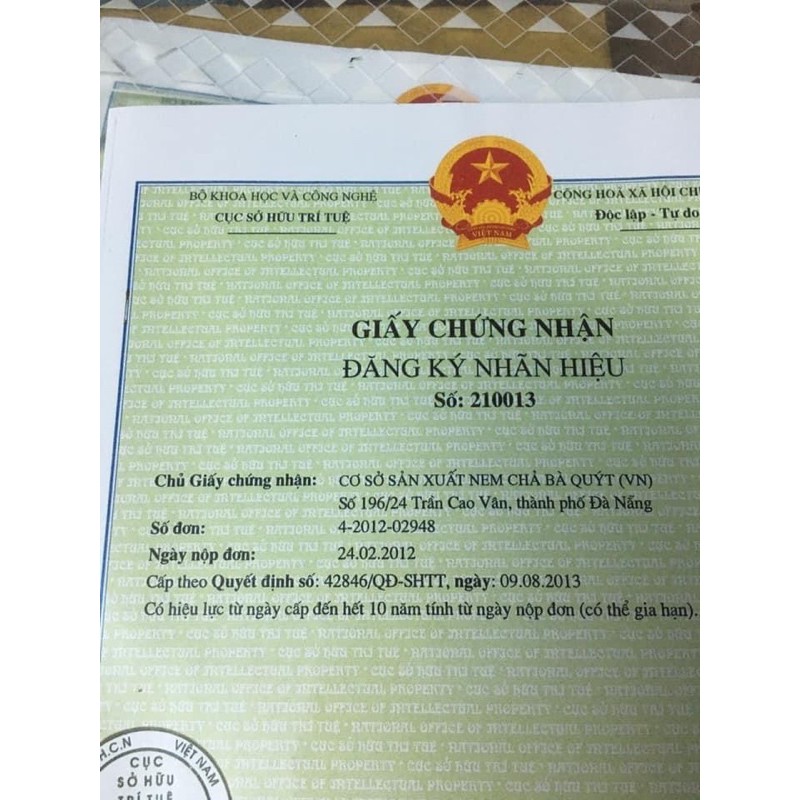 BỘ KHOA HỌC VÀ CÔNG NGHỆ
CỤC SỞ HỮU TRÍ TUỆ
VIỆT NAM
CỘNG HOÀ XÃ HỘI
Độc lập - Tự do
GIẤY CHỨNG NHẬN
ĐĂNG KÝ NHÃN HIỆU
Số: 210013
Chủ Giấy chứng nhận: CƠ SỞ SẢN XUẤT NEM CHẢ BÀ QUÝT (VN)
Số 196/24 Trần Cao Vân, thành phố Đà Nẵng
Số đơn: 4-2012-02948
Ngày nộp đơn: 24.02.2012
Cấp theo Quyết định số: 42846/QĐ-SHTT, ngày: 09.08.2013
Có hiệu lực từ ngày cấp đến hết 10 năm tính từ ngày nộp đơn (có thể gia hạn).
H.C.N VIỆT NAM
CỤC
SỞ HỮU
TRÍ TUỆ